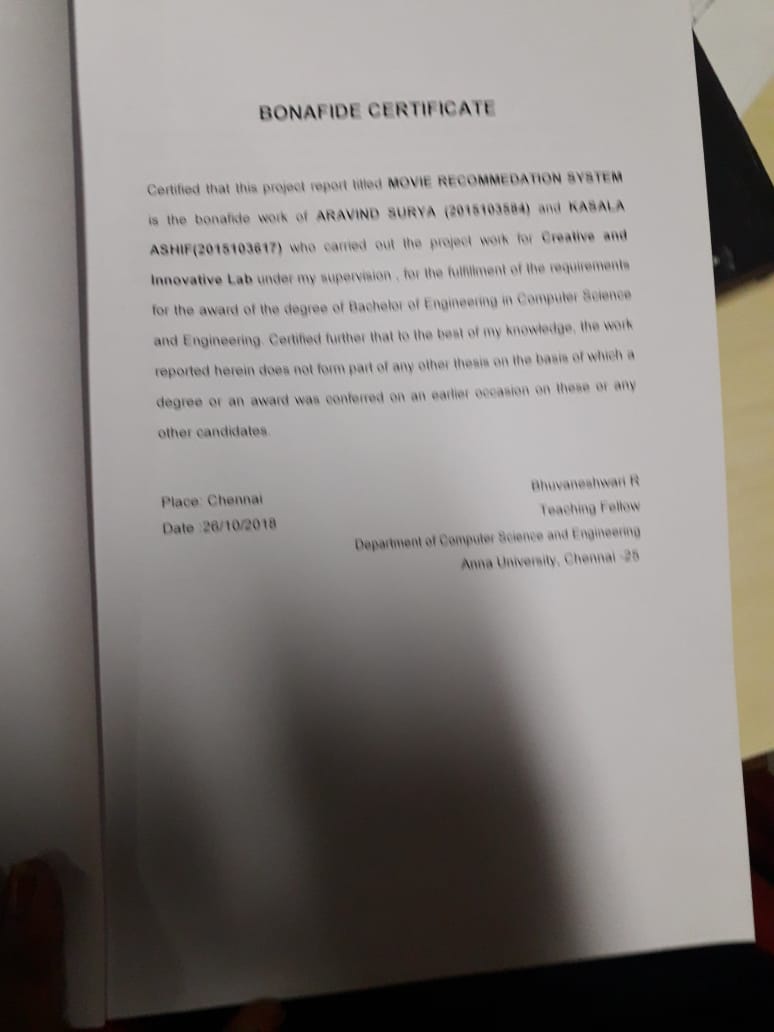 BONAFIDE CERTIFICATE
Certified that this project report titled MOVIE RECOMMEDATION SYSTEM
is the bonafide work of ARAVIND SURYA (2015103584) and KASALA
ASHIF(2015103617) who carried out the project work for Creative and
Innovative Lab under my supervision , for the fulfillment of the requirements
for the award of the degree of Bachelor of Engineering in Computer Science
and Engineering. Certified further that to the best of my knowledge, the work
reported herein does not form part of any other thesis on the basis of which a
degree or an award was conferred on an earlier occasion on these or any
other candidates.
Place: Chennai
Date :26/10/2018
Bhuvaneshwari R
Teaching Fellow
Department of Computer Science and Engineering
Anna University, Chennai -25